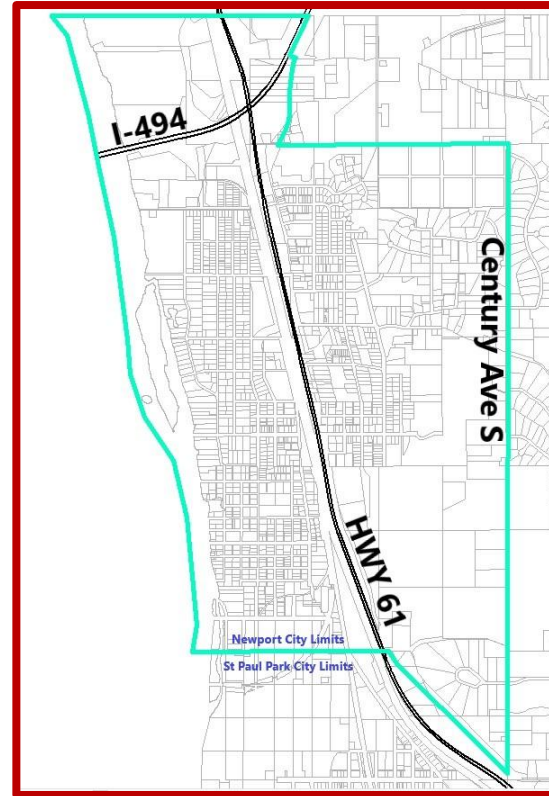 I-494
Century Ave S
HWY 61
Newport City Limits
St Paul Park City Limits